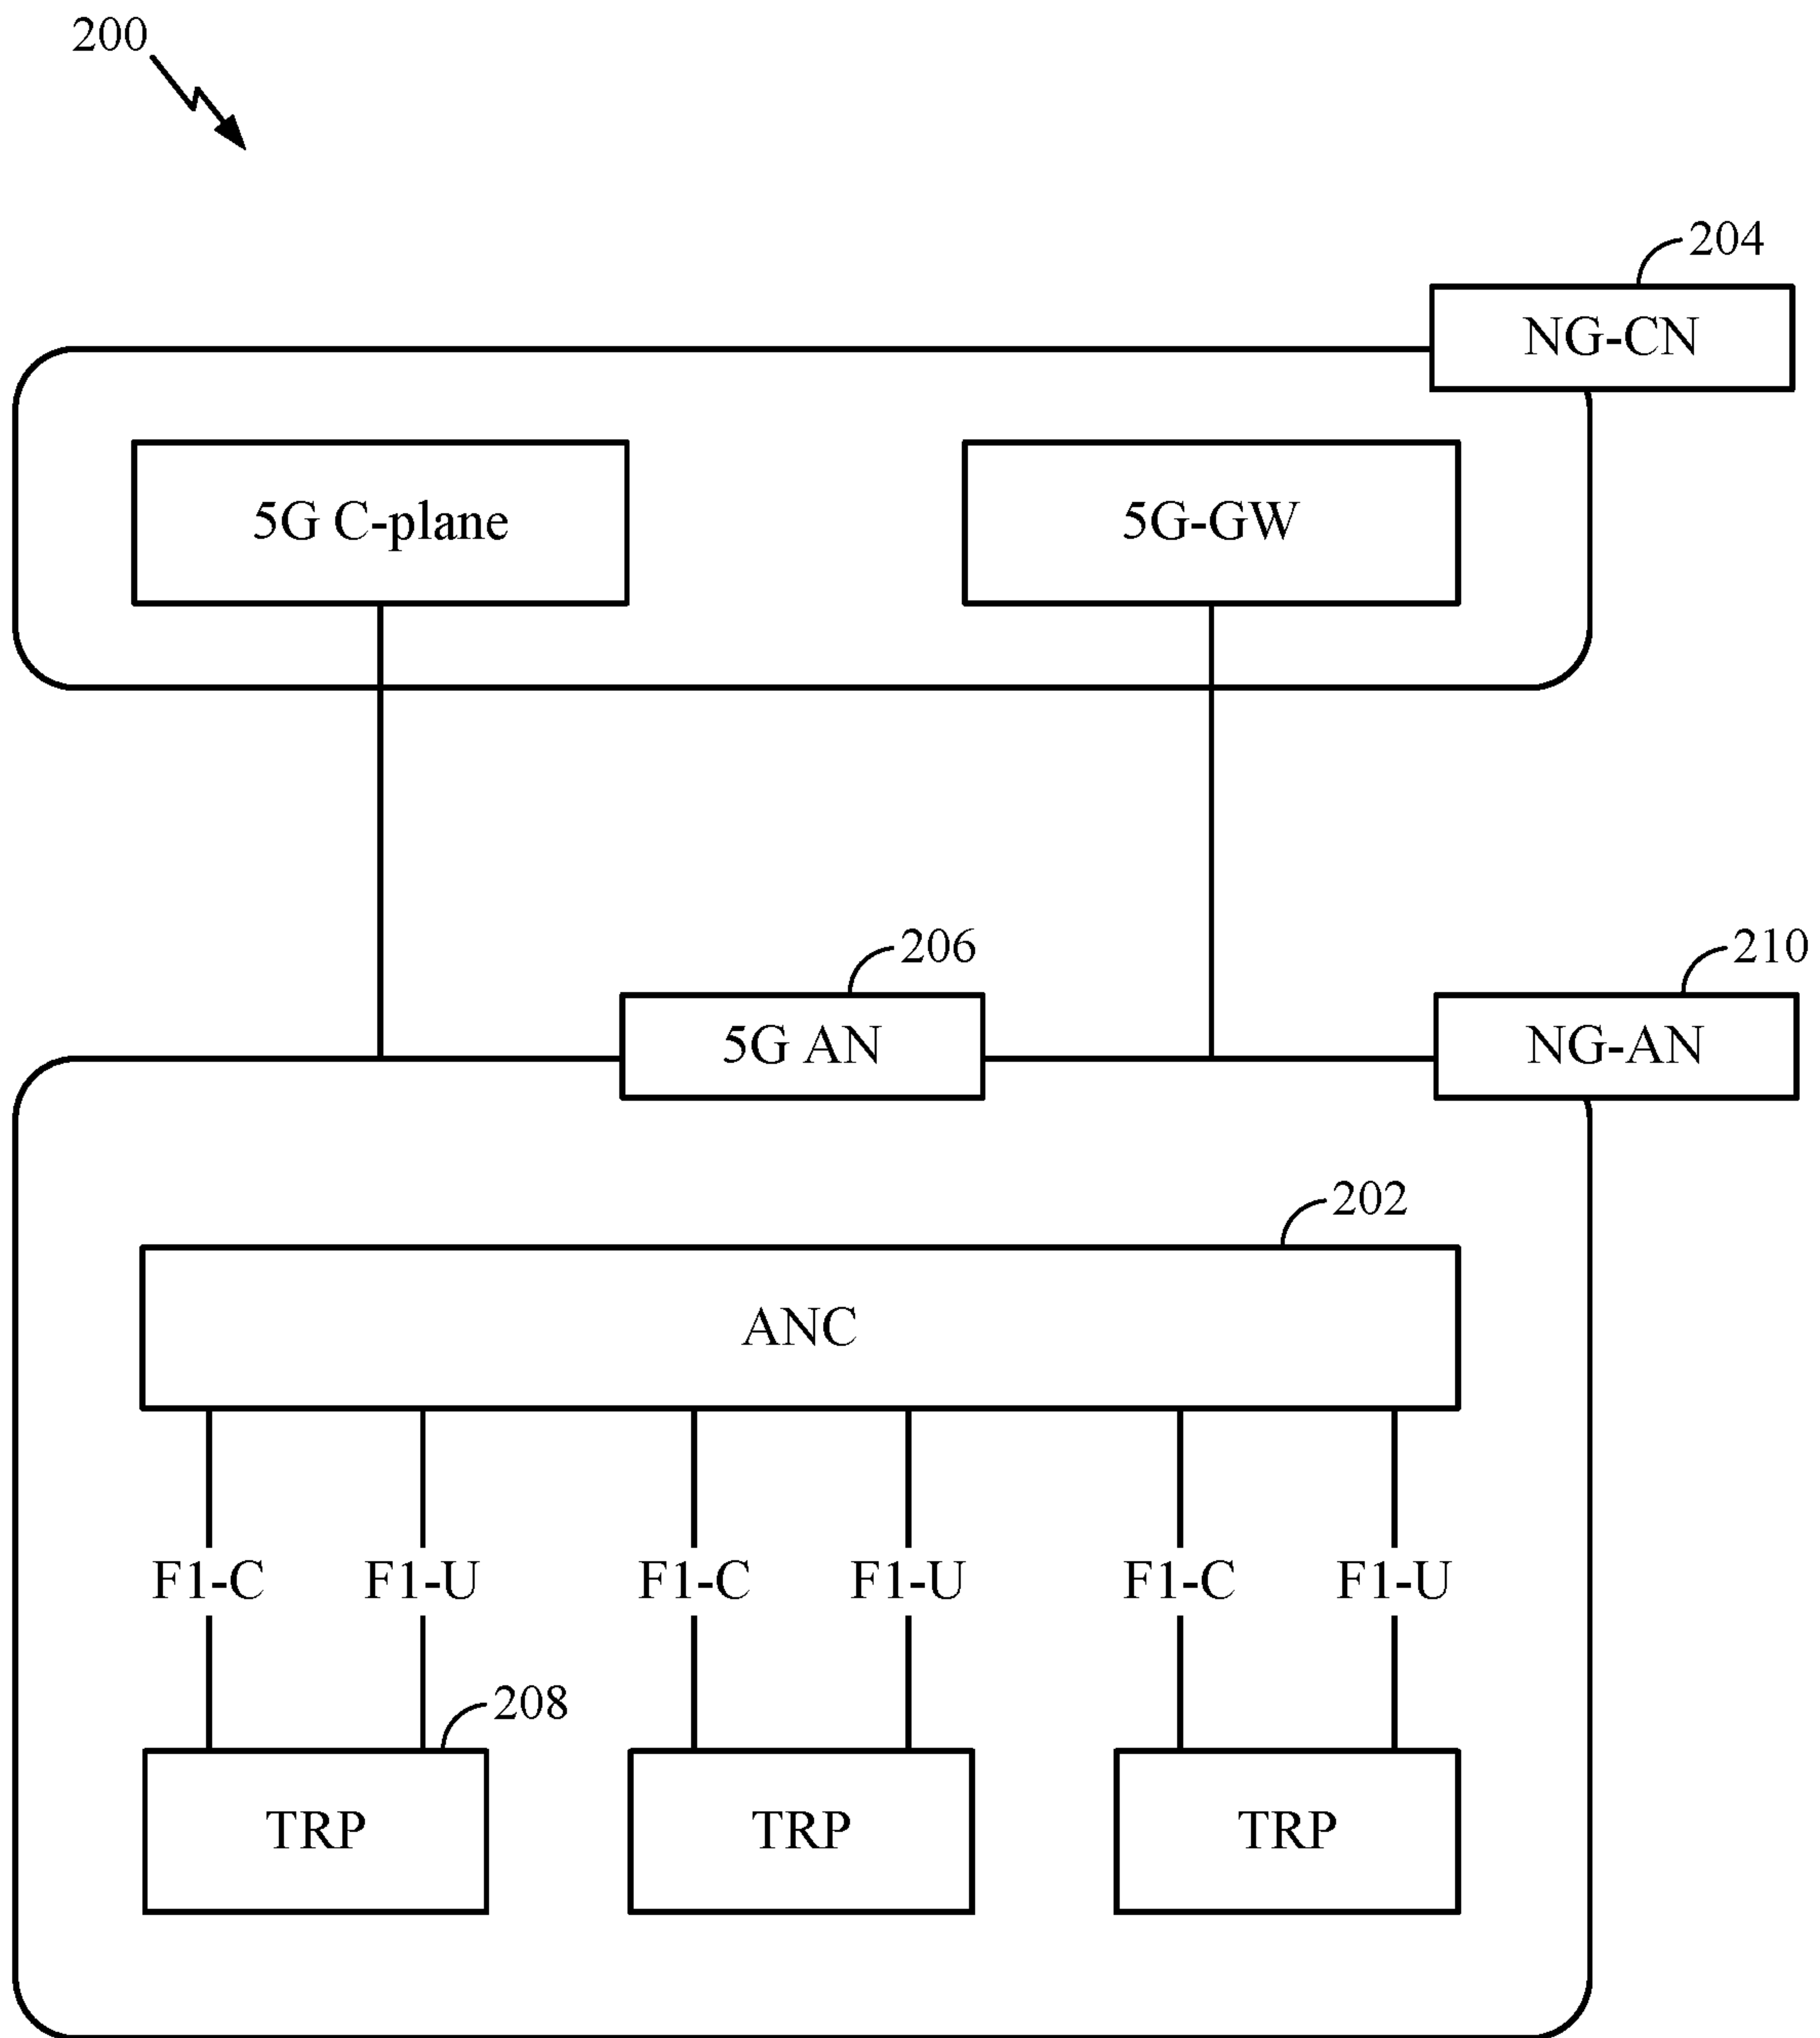 200
204
NG-CN
5G C-plane
5G-GW
206
210
5G AN
NG-AN
202
ANC
F1-C
F1-U
F1-C
F1-U
F1-C
F1-U
208
TRP
TRP
TRP